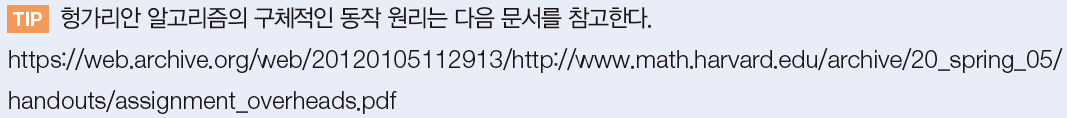 TIP 헝가리안 알고리즘의 구체적인 동작 원리는 다음 문서를 참고한다.
https://web.archive.org/web/20120105112913/http://www.math.harvard.edu/archive/20_spring_05/
handouts/assignment_overheads.pdf